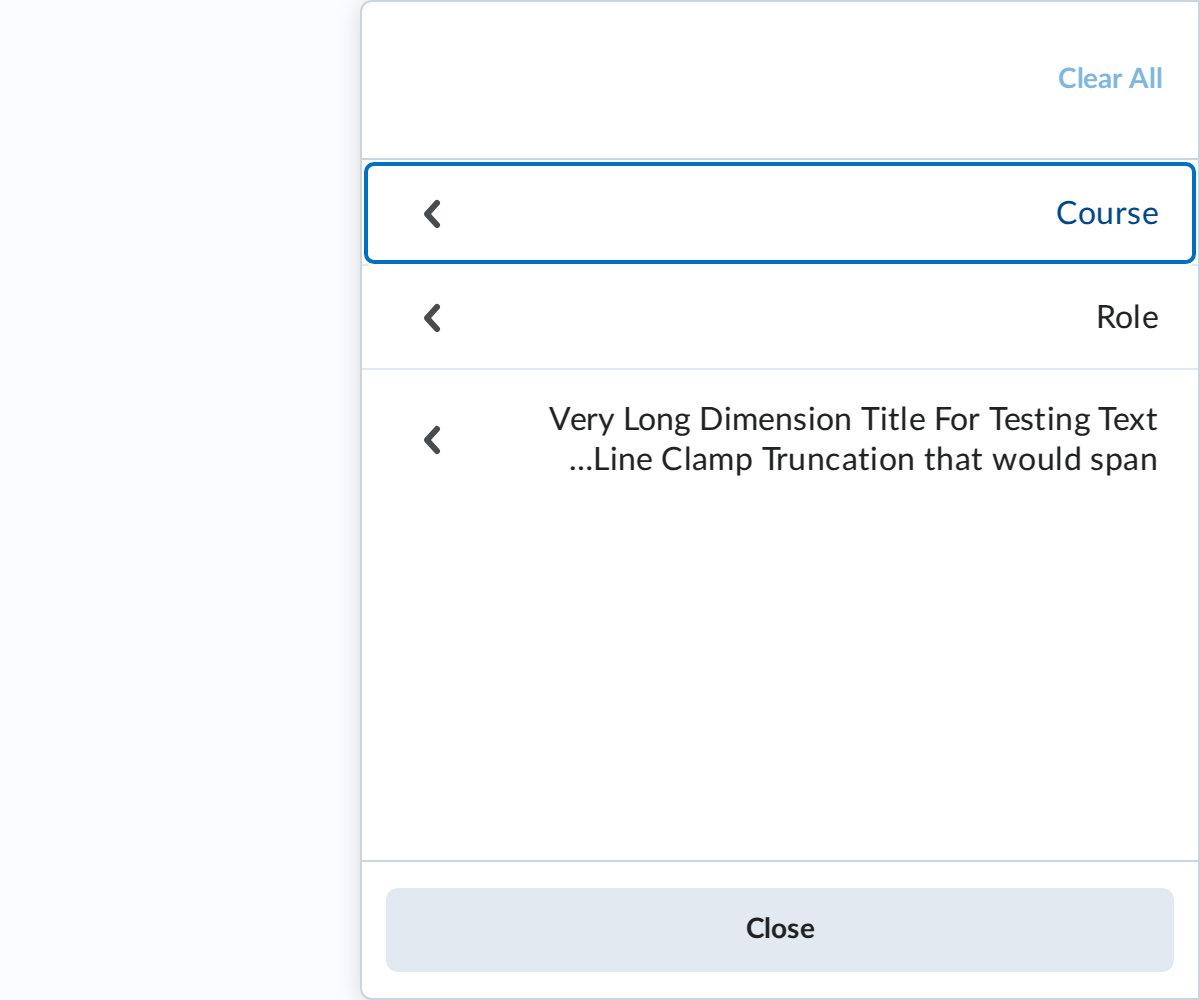 Clear All
Course
Role
Very Long Dimension Title For Testing Text
...Line Clamp Truncation that would span
Close